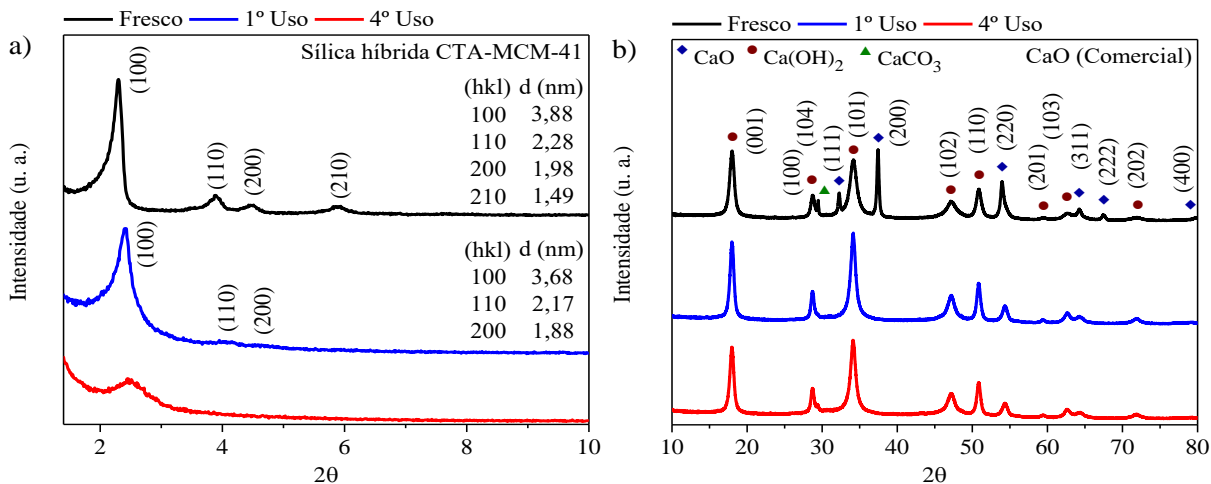 Fresco 1º Uso 4º Uso
a)
Sílica híbrida CTA-MCM-41
(hkl) d (nm)
100 3,88
110 2,28
200 1,98
210 1,49
(100)
(110)
(200)
(210)
(hkl) d (nm)
100 3,68
110 2,17
200 1,88
(100)
(110)
(200)
Intensidade (u. a.)
2 4 6 8 10
2θ
Fresco 1º Uso 4º Uso
b)
CaO Ca(OH)₂ CaCO₃
CaO (Comercial)
(001)
(100)
(104)
(111)
(101)
(200)
(102)
(110)
(220)
(201)
(103)
(311)
(222)
(202)
(400)
Intensidade (u. a.)
10 20 30 40 50 60 70 80
2θ